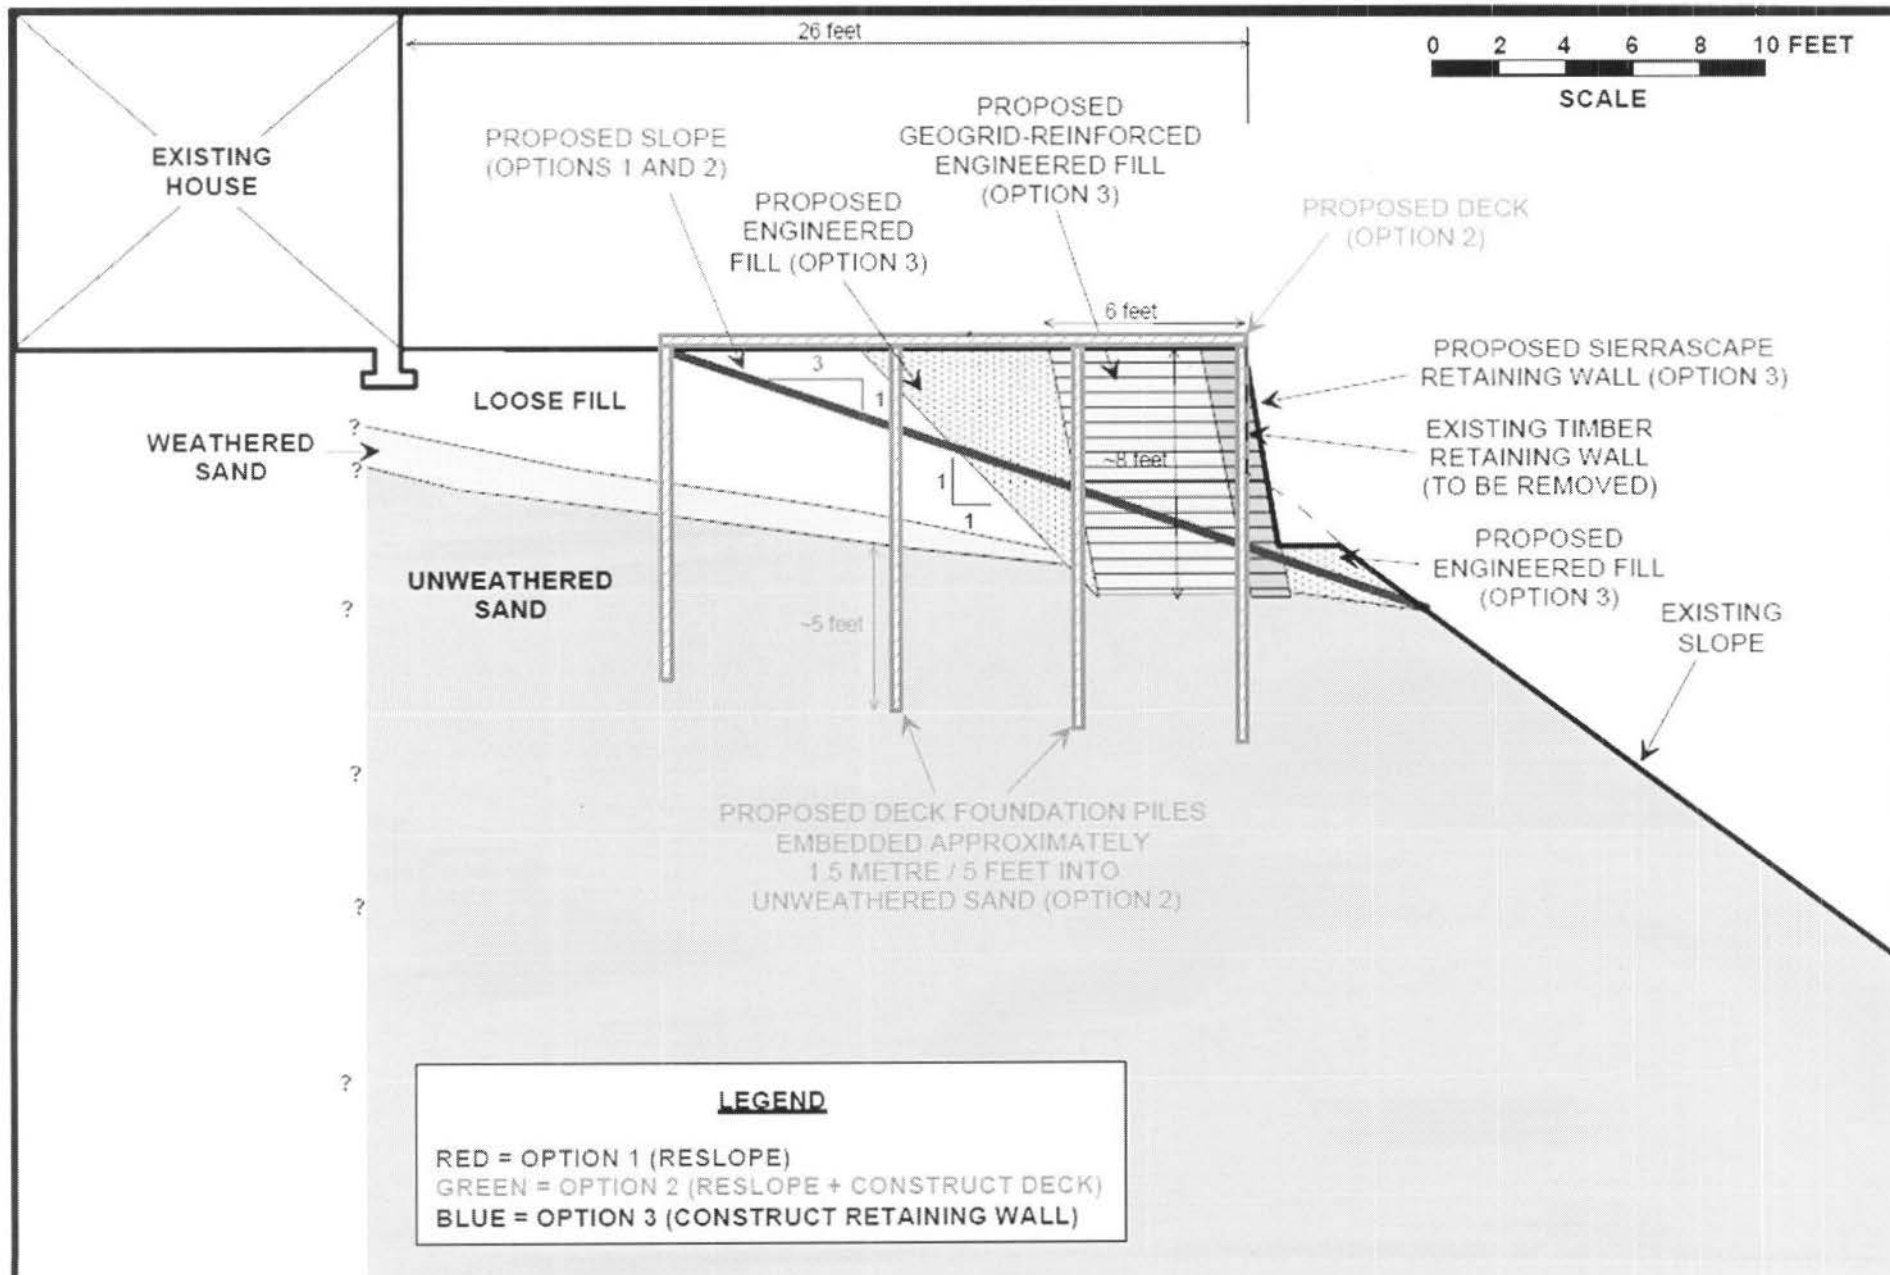 26 feet
0 2 4 6 8 10 FEET
SCALE
EXISTING
HOUSE
PROPOSED SLOPE
(OPTIONS 1 AND 2)
PROPOSED
ENGINEERED
FILL (OPTION 3)
PROPOSED
GEOGRID-REINFORCED
ENGINEERED FILL
(OPTION 3)
PROPOSED DECK
(OPTION 2)
6 feet
PROPOSED SIERRASCAPE
RETAINING WALL (OPTION 3)
EXISTING TIMBER
RETAINING WALL
(TO BE REMOVED)
PROPOSED
ENGINEERED FILL
(OPTION 3)
EXISTING
SLOPE
3
1
LOOSE FILL
?
WEATHERED
SAND
?
~8 feet
1
1
UNWEATHERED
SAND
?
~5 feet
?
PROPOSED DECK FOUNDATION PILES
EMBEDDED APPROXIMATELY
1.5 METRE / 5 FEET INTO
UNWEATHERED SAND (OPTION 2)
?
?
LEGEND
RED = OPTION 1 (RESLOPE)
GREEN = OPTION 2 (RESLOPE + CONSTRUCT DECK)
BLUE = OPTION 3 (CONSTRUCT RETAINING WALL)